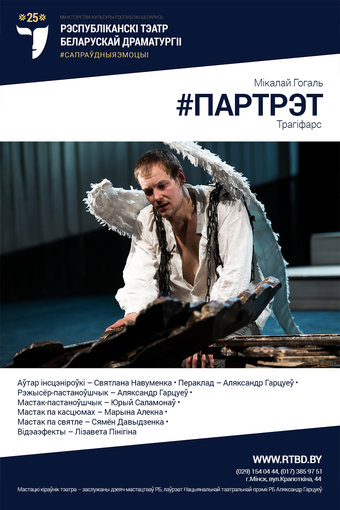 25
МІНІСТЭРСТВА КУЛЬТУРЫ РЭСПУБЛІКІ БЕЛАРУСЬ
РЭСПУБЛІКАНСКІ ТЭАТР
БЕЛАРУСКАЙ ДРАМАТУРГІІ
#САПРАЎДНЫЯЭМОЦЫІ
Мікалай Гогаль
#ПАРТРЭТ
Трагіфарс
Аўтар інсцэніроўкі – Святлана Навуменка • Пераклад – Аляксандр Гарцуеў •
Рэжысёр-пастаноўшчык – Аляксандр Гарцуеў •
Мастак-пастаноўшчык – Юрый Саламонаў •
Мастак па касцюмах – Марына Алекна •
Мастак па святле – Сямён Давыдзенка •
Відэаэфекты – Лізавета Пінігіна
WWW.RTBD.BY
(029) 154 04 44, (017) 385 97 51
г.Мінск, вул.Крапоткіна, 44
Мастацкі кіраўнік тэатра – заслужаны дзеяч мастацтваў РБ, лаўрэат Нацыянальнай тэатральнай прэміі РБ Аляксандр Гарцуеў